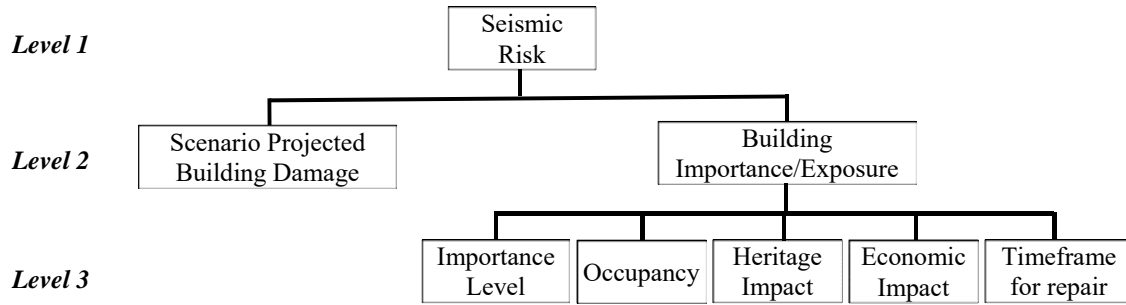 Level 1
Seismic
Risk
Level 2
Scenario Projected
Building Damage
Building
Importance/Exposure
Level 3
Importance
Level
Occupancy
Heritage
Impact
Economic
Impact
Timeframe
for repair